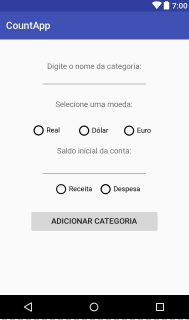 7:00
CountApp
Digite o nome da categoria:
Selecione uma moeda:
Real Dólar Euro
Saldo inicial da conta:
Receita Despesa
ADICIONAR CATEGORIA